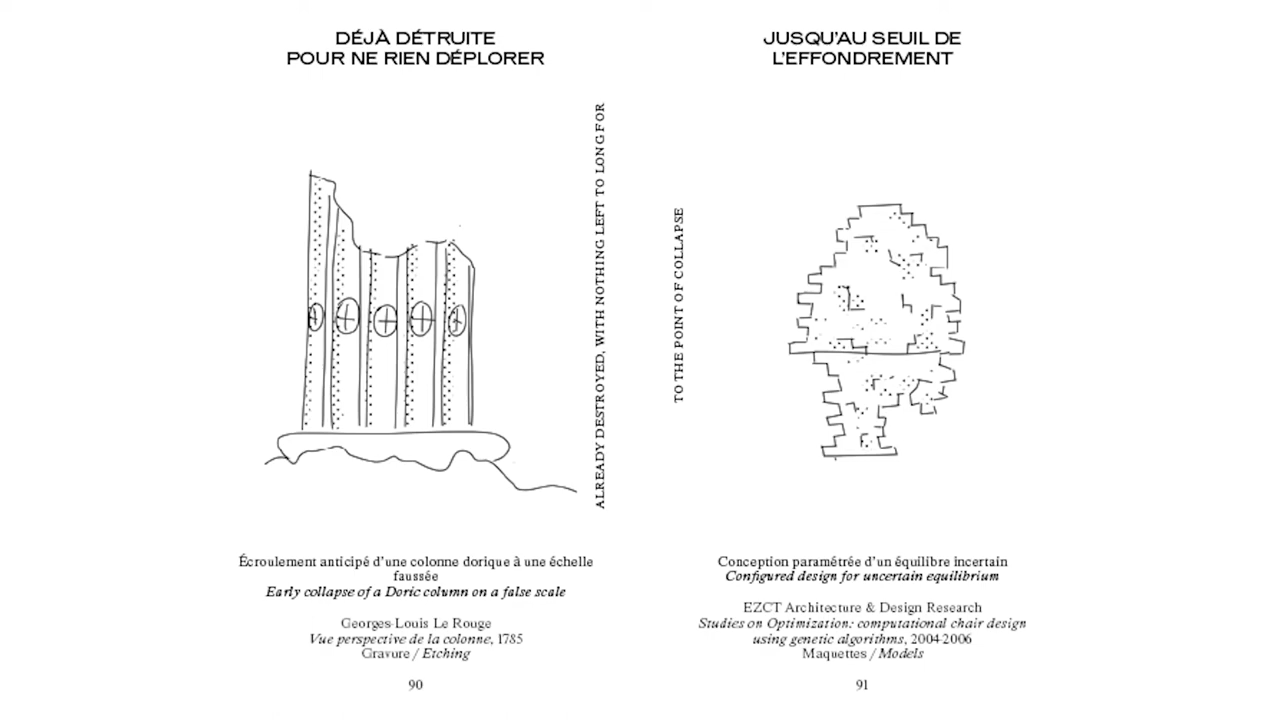 DÉJÀ DÉTRUITE
POUR NE RIEN DÉPLORER
ALREADY DESTROYED, WITH NOTHING LEFT TO LONG FOR
Écroulement anticipé d’une colonne dorique à une échelle
faussée
Early collapse of a Doric column on a false scale
Georges-Louis Le Rouge
Vue perspective de la colonne, 1785
Gravure / Etching
90
JUSQU’AU SEUIL DE
L’EFFONDREMENT
TO THE POINT OF COLLAPSE
Conception paramétrée d’un équilibre incertain
Configured design for uncertain equilibrium
EZCT Architecture & Design Research
Studies on Optimization: computational chair design
using genetic algorithms, 2004-2006
Maquettes / Models
91